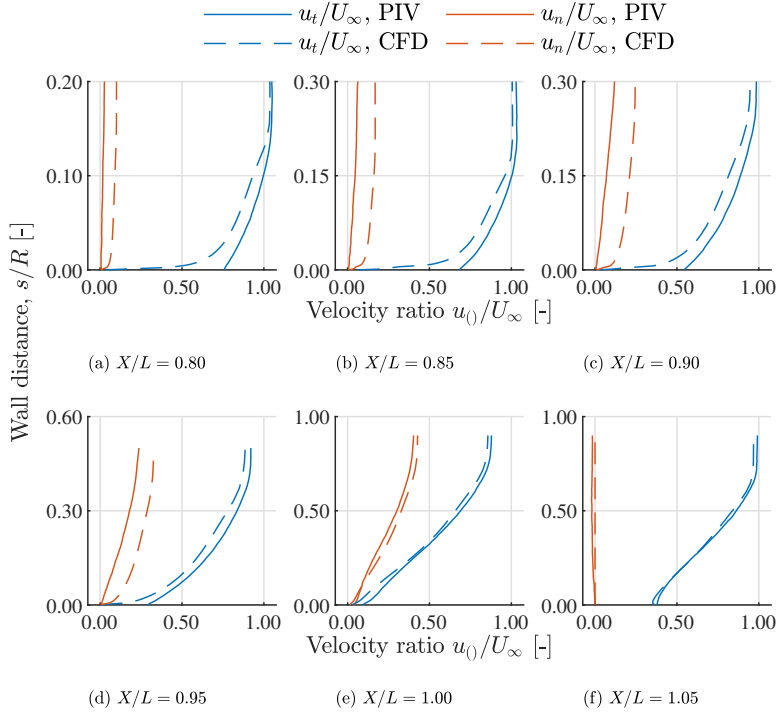 u_t/U_∞, PIV u_n/U_∞, PIV
u_t/U_∞, CFD u_n/U_∞, CFD
0.20 0.30 0.30
0.10 0.15 0.15
0.00 0.00 0.00
0.00 0.50 1.00 0.00 0.50 1.00 0.00 0.50 1.00
Velocity ratio u_()/U_∞ [-]
(a) X/L = 0.80 (b) X/L = 0.85 (c) X/L = 0.90
Wall distance, s/R [-]
0.60 1.00 1.00
0.30 0.50 0.50
0.00 0.00 0.00
0.00 0.50 1.00 0.00 0.50 1.00 0.00 0.50 1.00
Velocity ratio u_()/U_∞ [-]
(d) X/L = 0.95 (e) X/L = 1.00 (f) X/L = 1.05